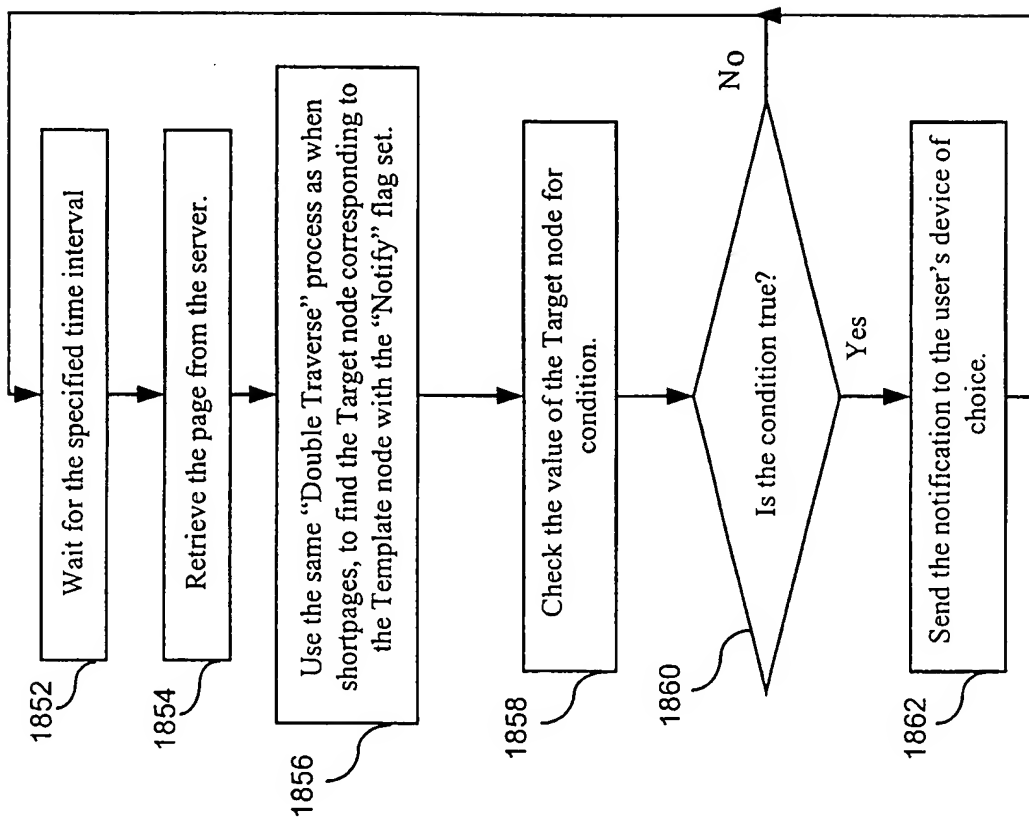 Wait for the specified time interval
1852
Retrieve the page from the server.
1854
Use the same “Double Traverse” process as when
shortpages, to find the Target node corresponding to
the Template node with the “Notify” flag set.
1856
Check the value of the Target node for
condition.
1858
Is the condition true?
No
1860
Yes
Send the notification to the user’s device of
choice.
1862